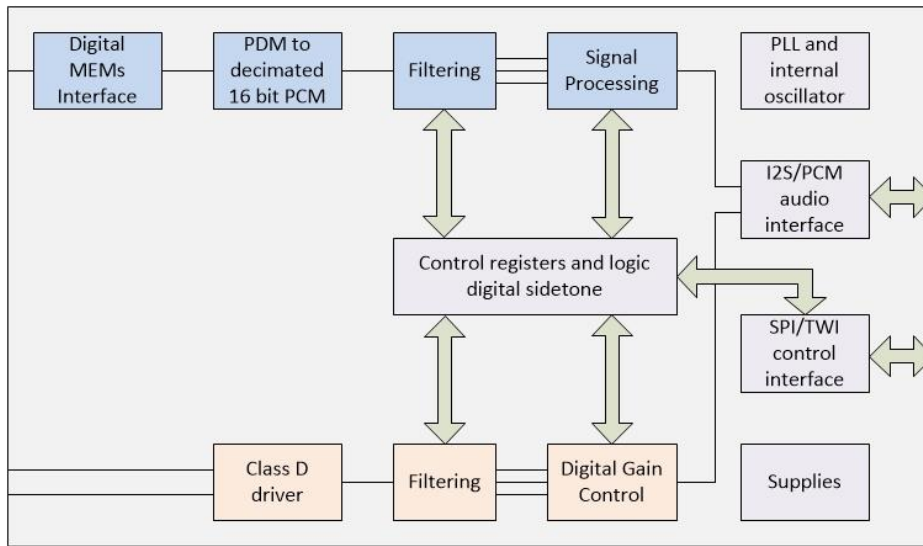 Digital
MEMs
Interface
PDM to
decimated
16 bit PCM
Filtering
Signal
Processing
PLL and
internal
oscillator
I2S/PCM
audio
interface
Control registers and logic
digital sidetone
SPI/TWI
control
interface
Class D
driver
Filtering
Digital Gain
Control
Supplies